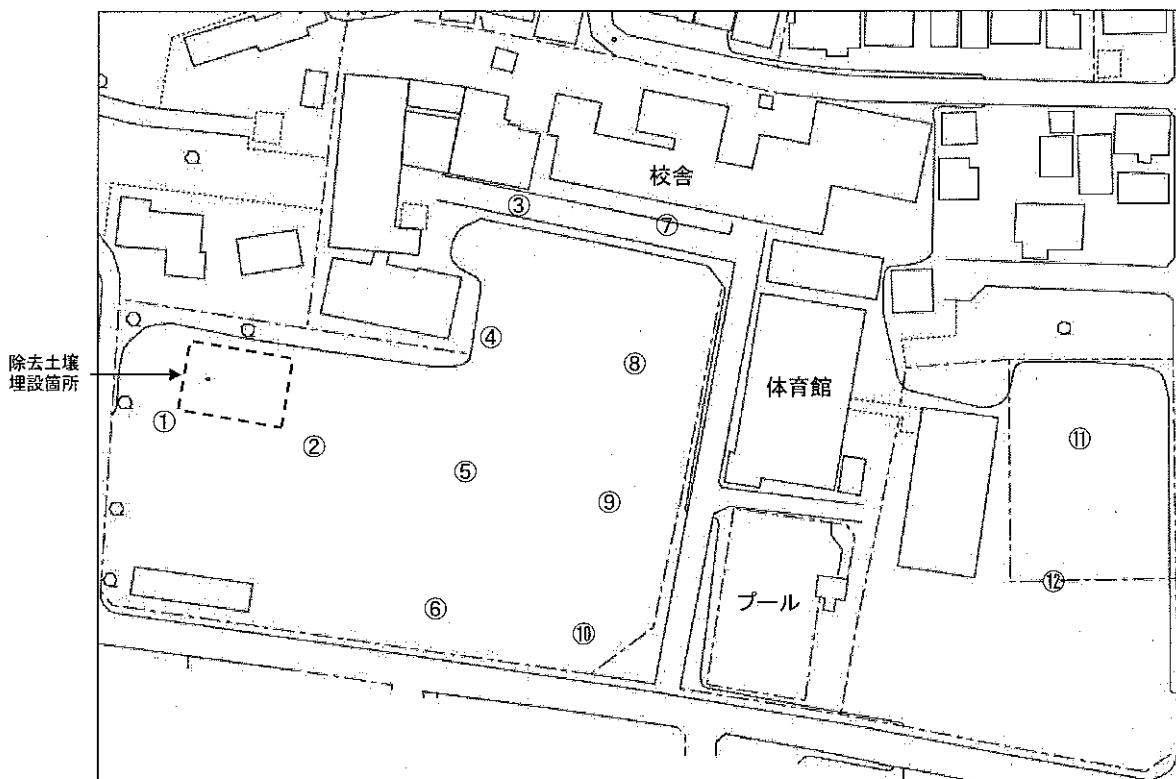 校舎
③
⑦
④
⑧
除去土壌
埋設箇所
体育館
①
②
⑤
⑪
⑨
⑫
プール
⑥
⑩